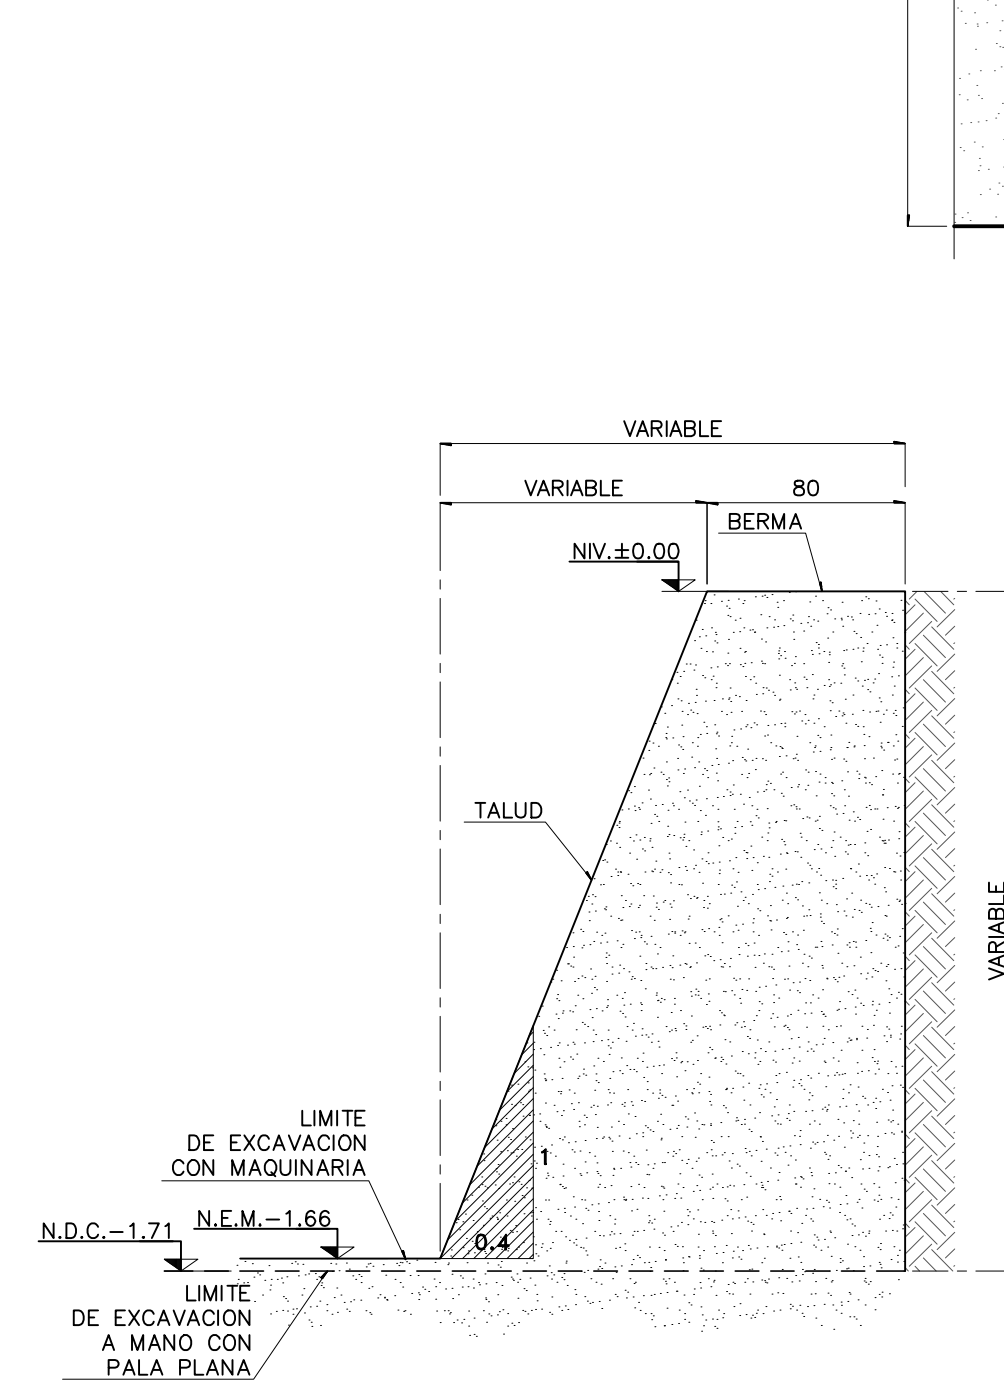 VARIABLE
VARIABLE
80
BERMA
NIV.±0.00
TALUD
VARIABLE
LIMITE
DE EXCAVACION
CON MAQUINARIA
1
N.E.M.-1.66
N.D.C.-1.71
0.4
LIMITE
DE EXCAVACION
A MANO CON
PALA PLANA